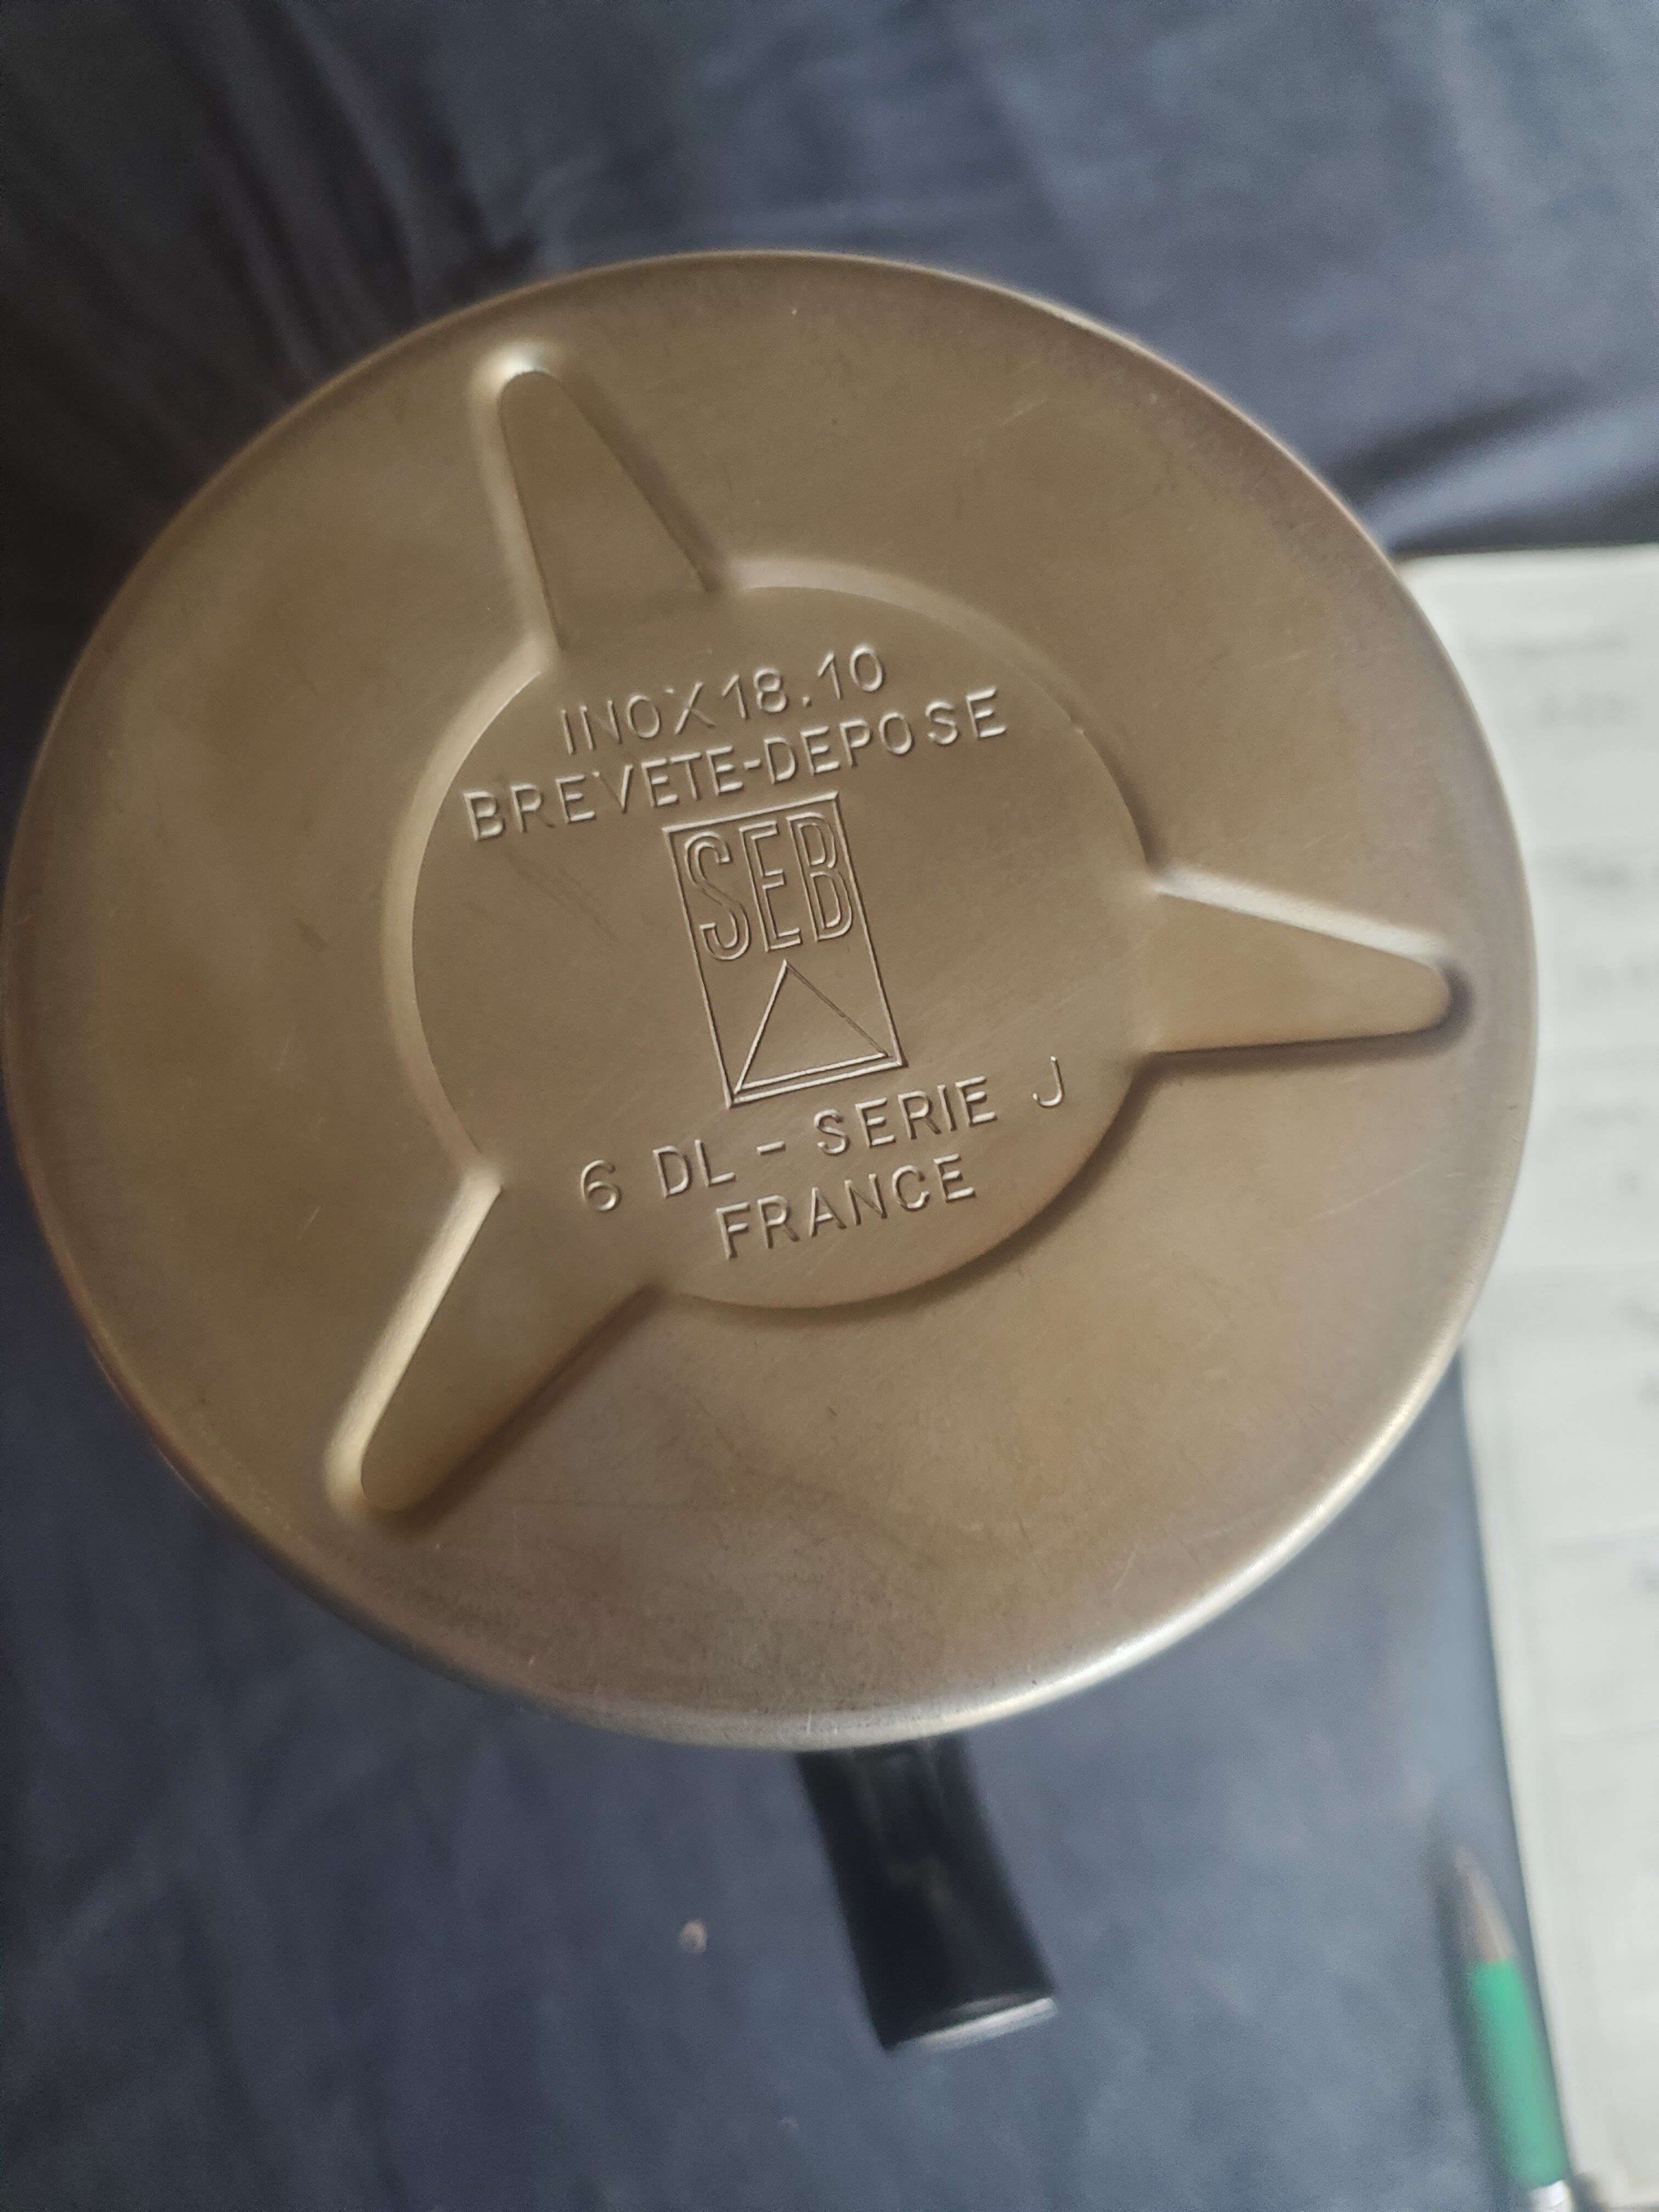 INOX 18.10
BREVETE-DEPOSE
SEB
6 DL - SERIE J
FRANCE